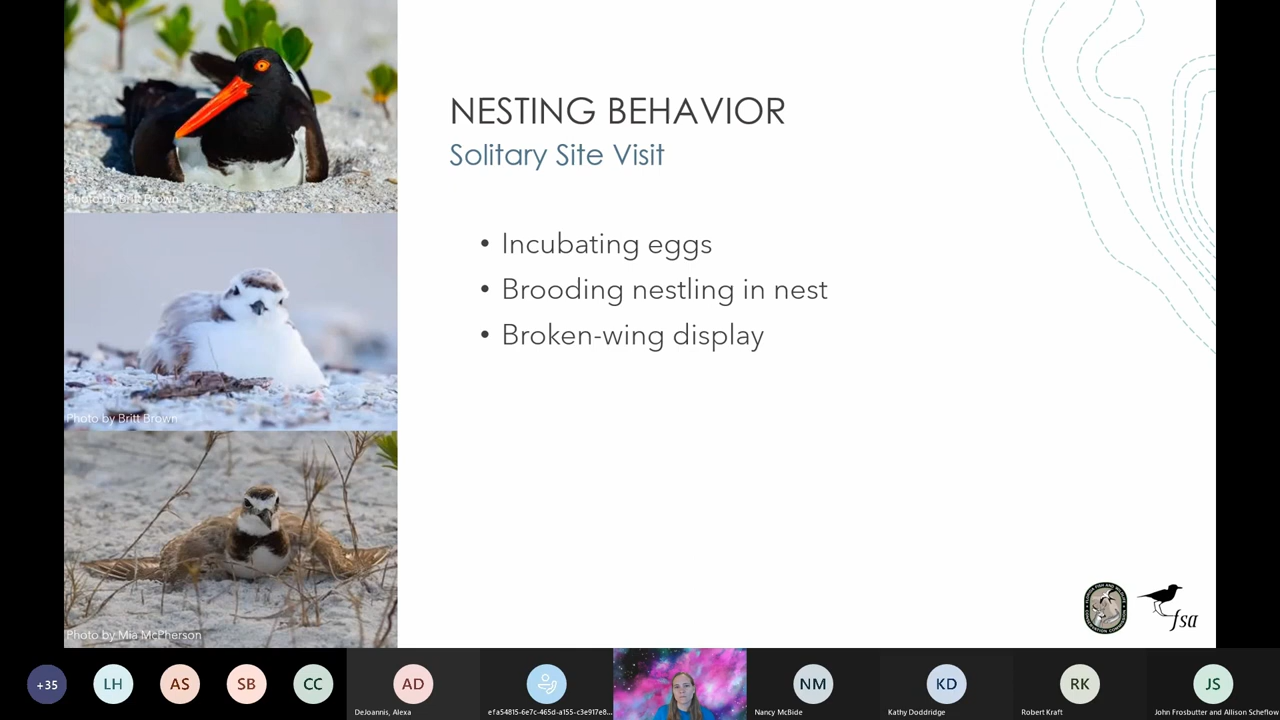 NESTING BEHAVIOR
Solitary Site Visit
• Incubating eggs
• Brooding nestling in nest
• Broken-wing display
Photo by Britt Brown
Photo by Britt Brown
Photo by Mia McPherson
fsa
+35
LH
AS
SB
CC
AD
NM
KD
RK
JS
DeJoannis, Alexa
efa54815-6e7c-465d-a155-c3e917e8...
Nancy McBide
Kathy Doddridge
Robert Kraft
John Frosbutter and Allison Scheflow